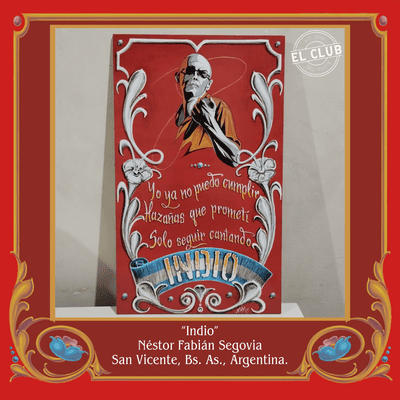 EL CLUB
Yo ya no puedo cumplir
Hazañas que prometí
Solo seguir cantando
INDIO
"Indio"
Néstor Fabián Segovia
San Vicente, Bs. As., Argentina.